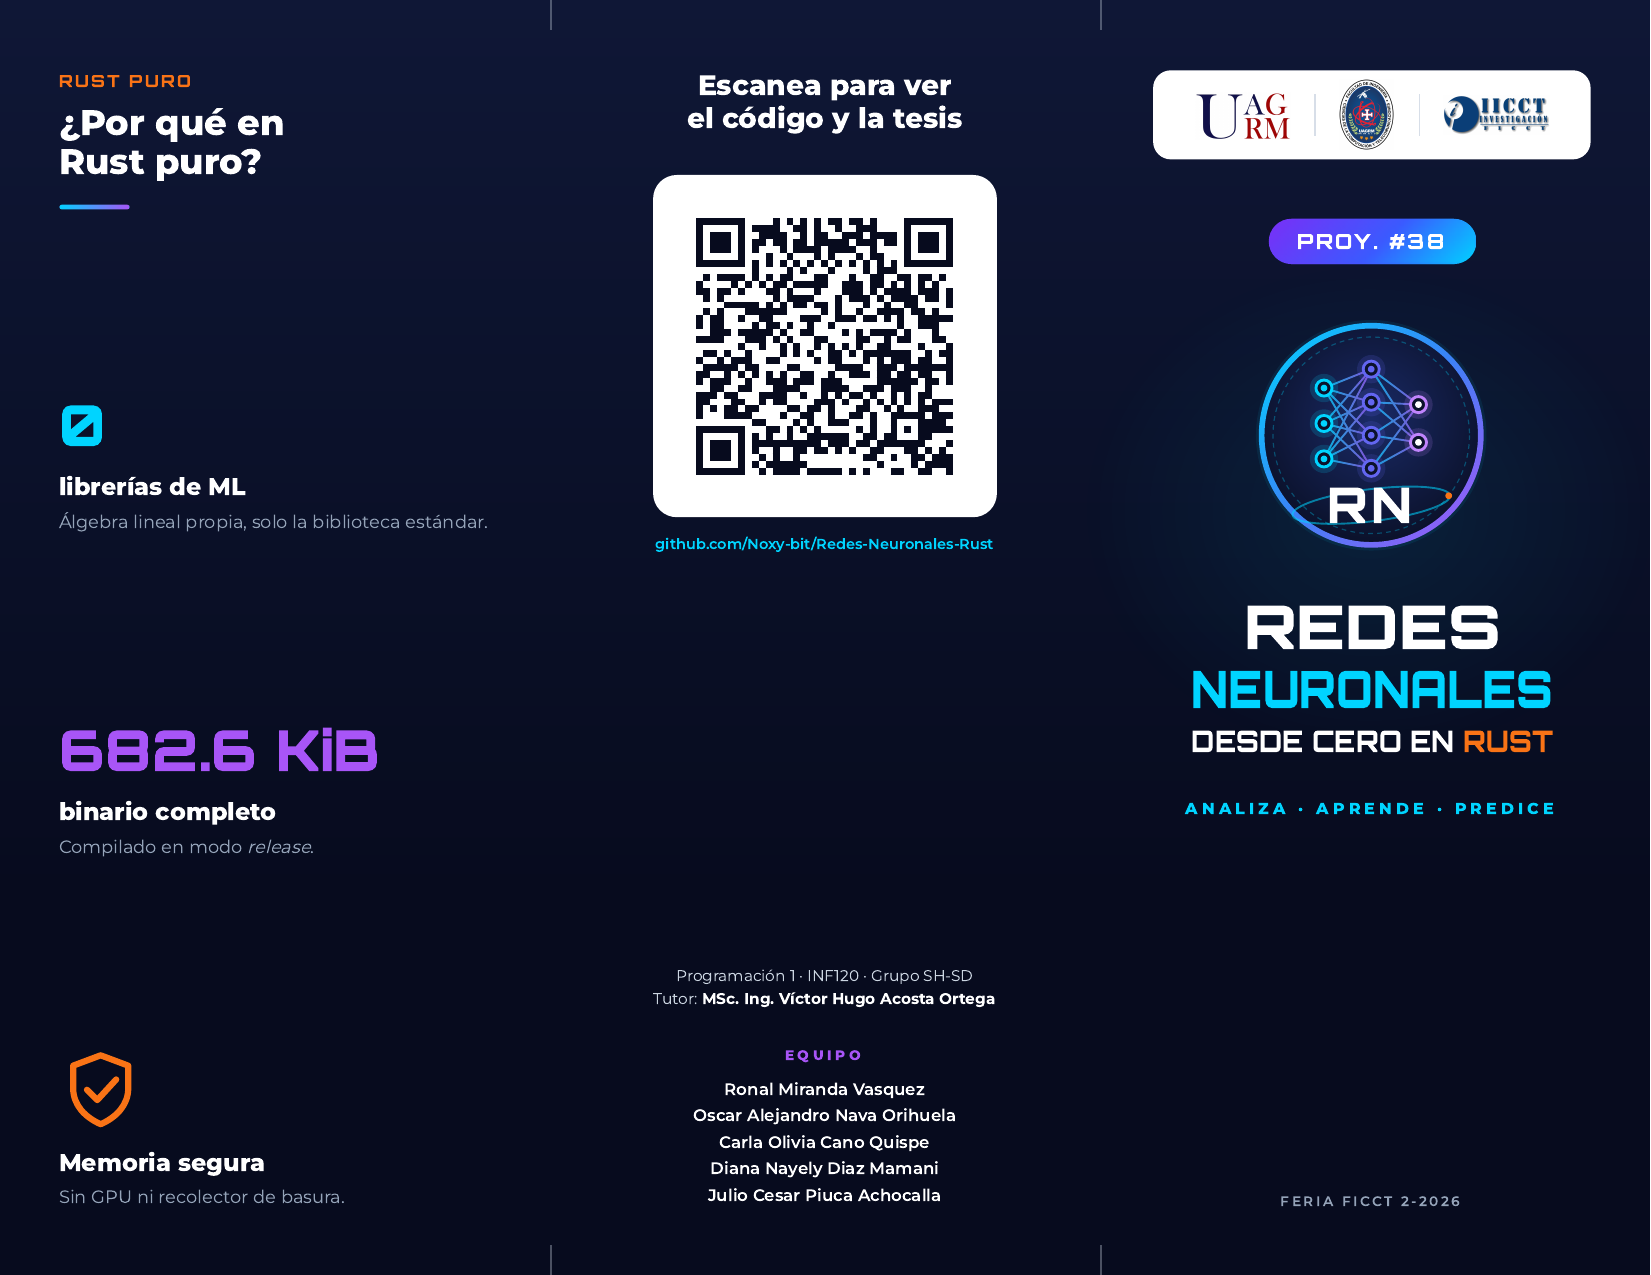 RUST PURO
¿Por qué en
Rust puro?
0
librerías de ML
Álgebra lineal propia, solo la biblioteca estándar.
682.6 KiB
binario completo
Compilado en modo release.
Memoria segura
Sin GPU ni recolector de basura.
Escanea para ver
el código y la tesis
github.com/Noxy-bit/Redes-Neuronales-Rust
Programación 1 · INF120 · Grupo SH-SD
Tutor: MSc. Ing. Víctor Hugo Acosta Ortega
EQUIPO
Ronal Miranda Vasquez
Oscar Alejandro Nava Orihuela
Carla Olivia Cano Quispe
Diana Nayely Diaz Mamani
Julio Cesar Piuca Achocalla
UAGRM
IICCT
INVESTIGACIÓN
FICCT
PROY. #38
RN
REDES
NEURONALES
DESDE CERO EN RUST
ANALIZA · APRENDE · PREDICE
FERIA FICCT 2-2026